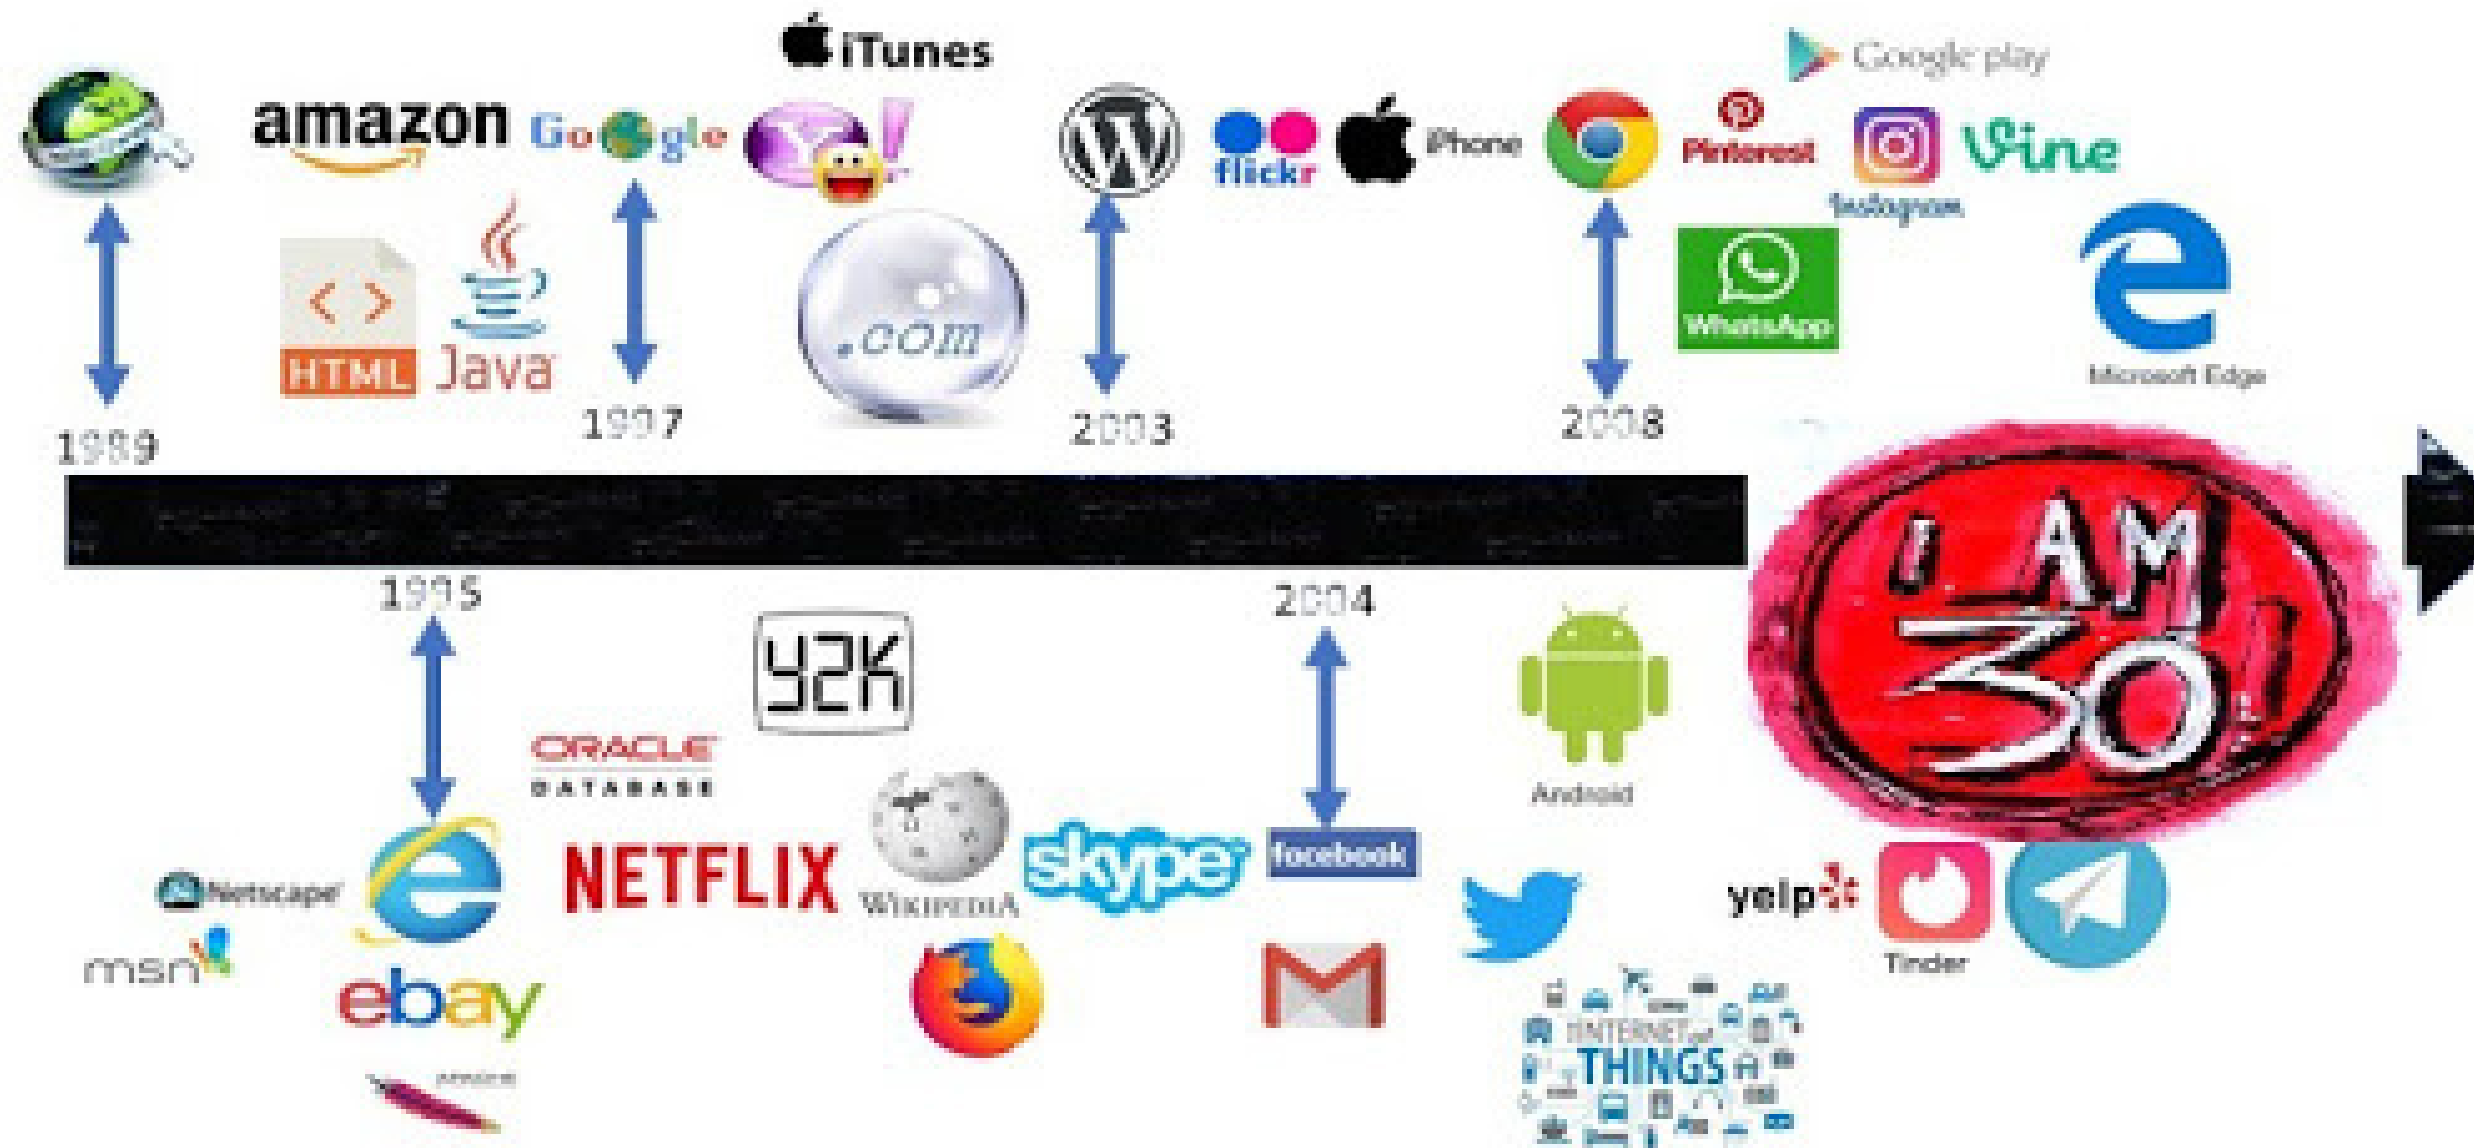 iTunes
Google play
amazon
Google
flickr
iPhone
Pinterest
Instagram
Vine
WhatsApp
HTML
Java
.com
Microsoft Edge
1989
1997
2003
2008
I AM
30!
1995
2004
Y2K
ORACLE
DATABASE
Android
Netscape
NETFLIX
WIKIPEDIA
skype
facebook
yelp
Tinder
msn
ebay
INTERNET of
THINGS
APACHE